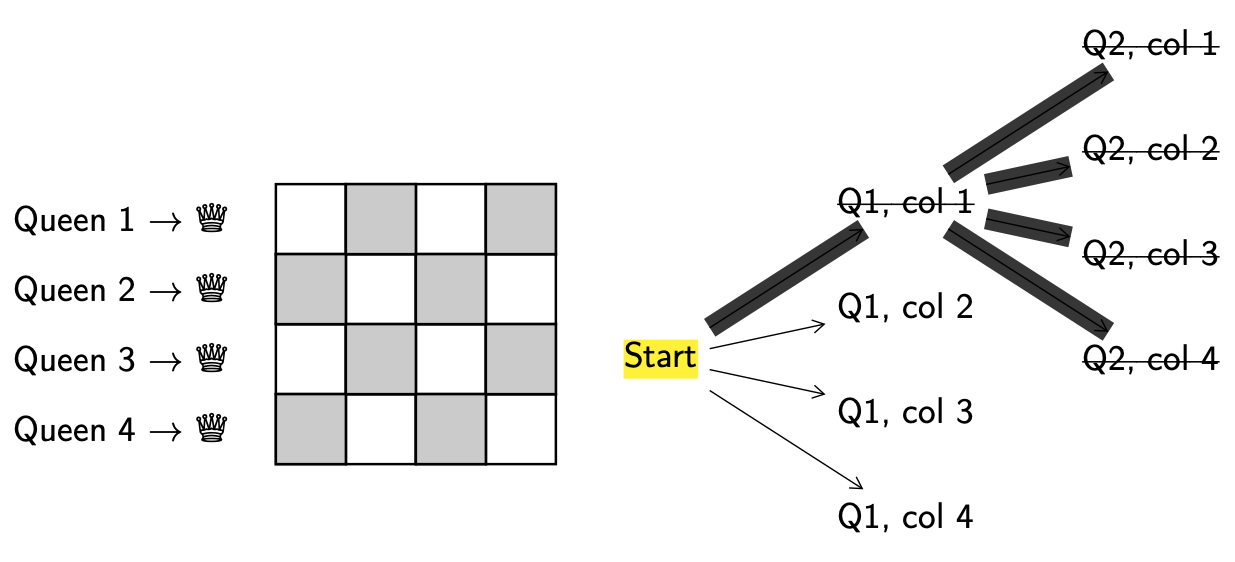 Queen 1 → ♛
Queen 2 → ♛
Queen 3 → ♛
Queen 4 → ♛
Start
Q1, col 1
Q1, col 2
Q1, col 3
Q1, col 4
Q2, col 1
Q2, col 2
Q2, col 3
Q2, col 4